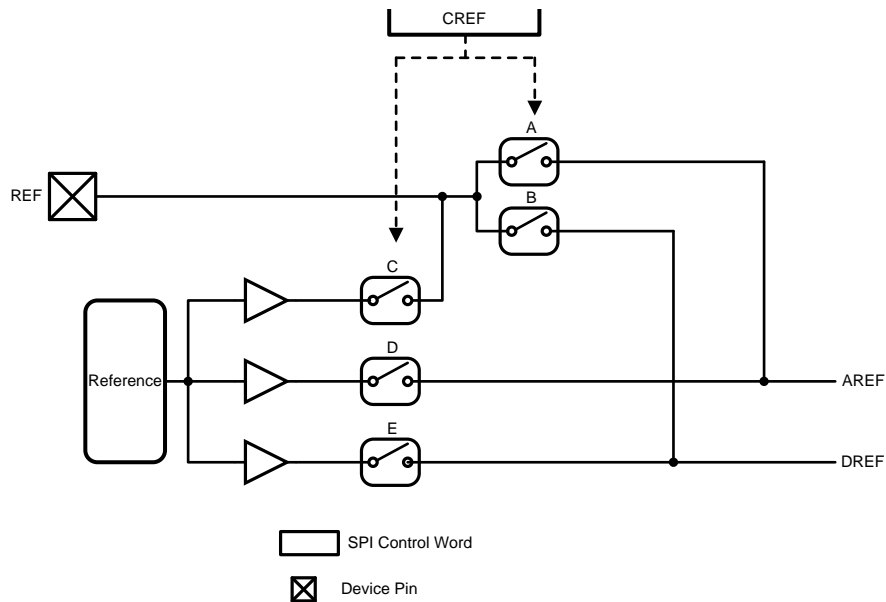 CREF
A
REF
B
C
Reference
D
AREF
E
DREF
SPI Control Word
Device Pin